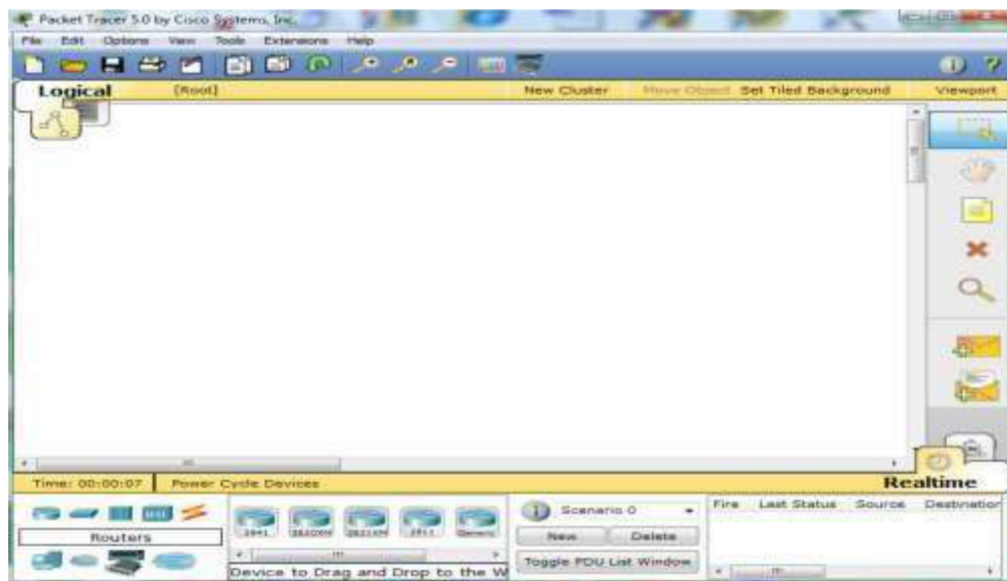 Packet Tracer 5.0 by Cisco Systems, Inc.
File Edit Options View Tools Extensions Help
Logical [Root] New Cluster Move Object Set Tiled Background Viewport
Time: 00:00:07 Power Cycle Devices Realtime
Routers
1841 2620XM 2621XM 2811 Generic
Device to Drag and Drop to the W
Scenario 0
New Delete
Toggle PDU List Window
Fire Last Status Source Destination